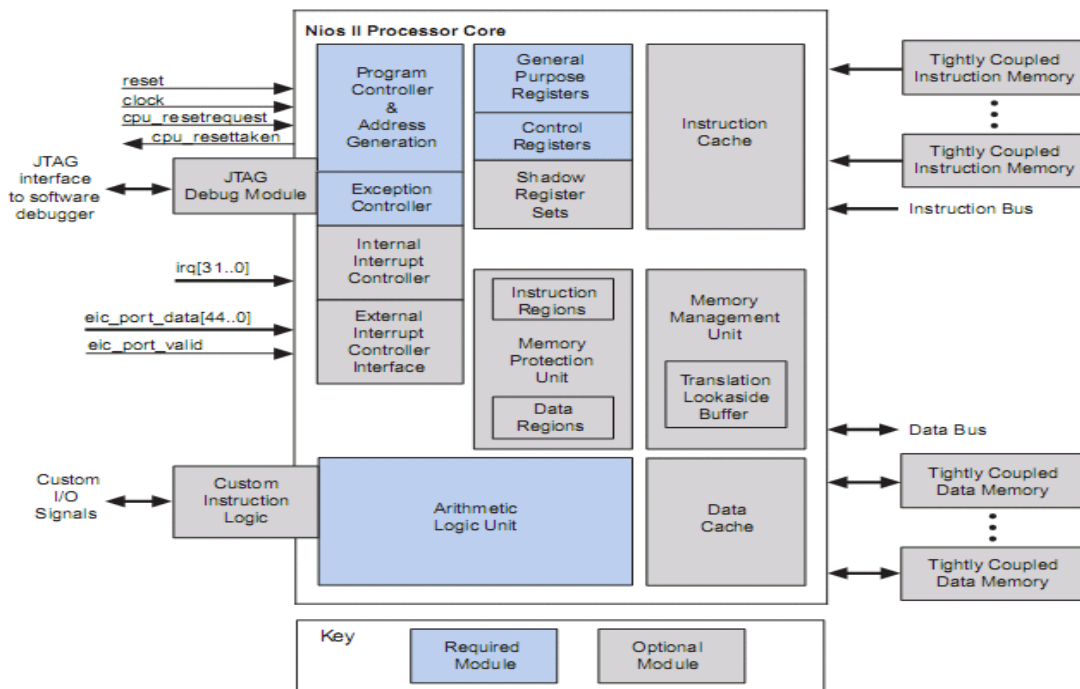 Nios II Processor Core
reset
clock
cpu_resetrequest
cpu_resettaken
JTAG
interface
to software
debugger
JTAG
Debug Module
irq[31..0]
eic_port_data[44..0]
eic_port_valid
Custom
I/O
Signals
Custom
Instruction
Logic
Program
Controller
&
Address
Generation
Exception
Controller
Internal
Interrupt
Controller
External
Interrupt
Controller
Interface
General
Purpose
Registers
Control
Registers
Shadow
Register
Sets
Instruction
Cache
Instruction
Regions
Memory
Protection
Unit
Data
Regions
Memory
Management
Unit
Translation
Lookaside
Buffer
Arithmetic
Logic Unit
Data
Cache
Tightly Coupled
Instruction Memory
Tightly Coupled
Instruction Memory
Instruction Bus
Data Bus
Tightly Coupled
Data Memory
Tightly Coupled
Data Memory
Key
Required
Module
Optional
Module